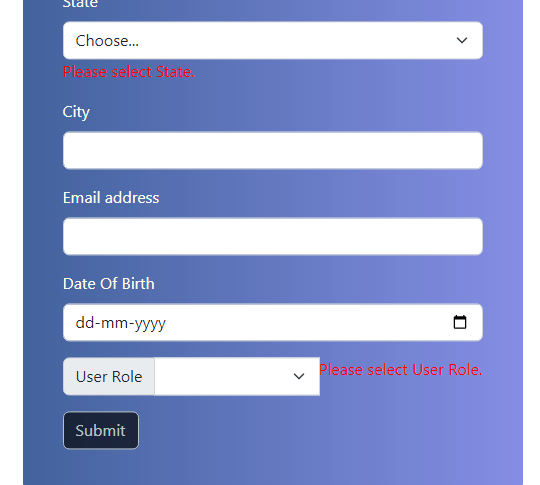 State
Choose...
Please select State.
City
Email address
Date Of Birth
dd-mm-yyyy
User Role Please select User Role.
Submit